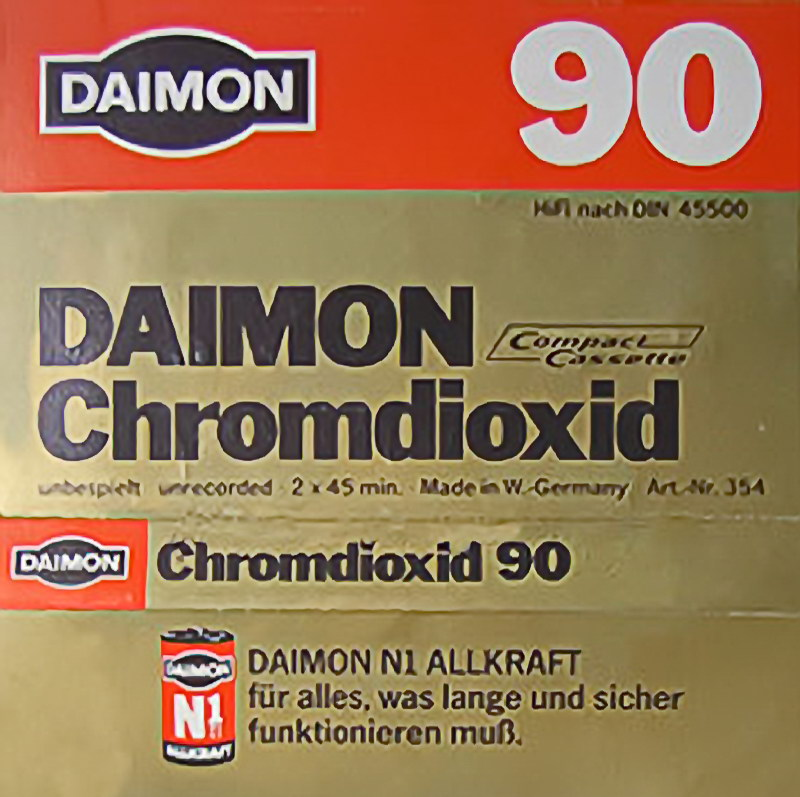 DAIMON 90
HiFi nach DIN 45500
DAIMON
Compact
Cassette
Chromdioxid
unbespielt · unrecorded · 2 x 45 min. · Made in W.-Germany Art.-Nr. 354
DAIMON Chromdioxid 90
DAIMON
N1
ALLKRAFT
DAIMON N1 ALLKRAFT
für alles, was lange und sicher
funktionieren muß.